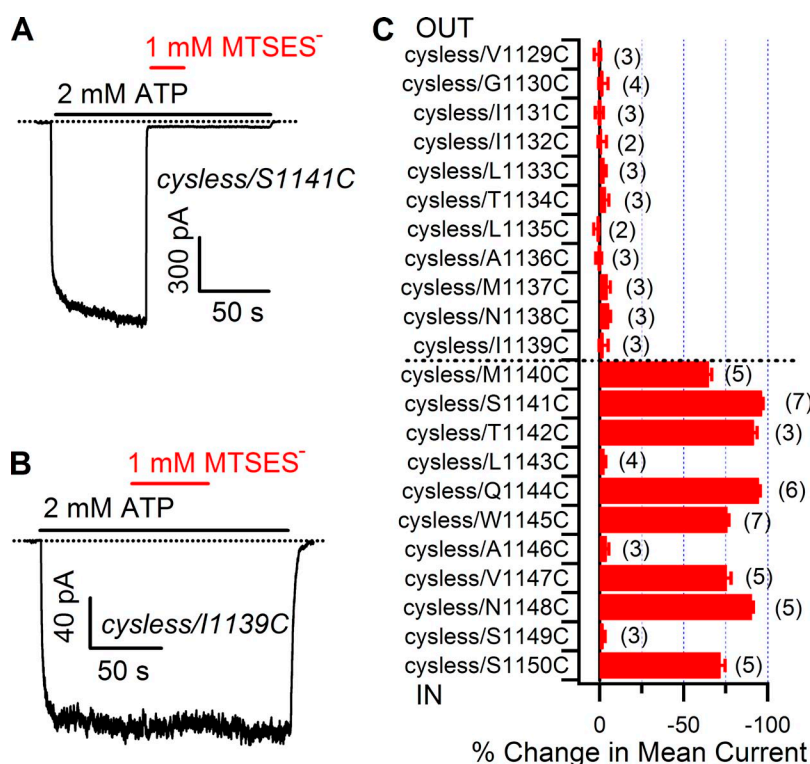 A
1 mM MTSES⁻
2 mM ATP
cysless/S1141C
300 pA
50 s
B
1 mM MTSES⁻
2 mM ATP
40 pA
cysless/I1139C
50 s
C OUT
cysless/V1129C (3)
cysless/G1130C (4)
cysless/I1131C (3)
cysless/I1132C (2)
cysless/L1133C (3)
cysless/T1134C (3)
cysless/L1135C (2)
cysless/A1136C (3)
cysless/M1137C (3)
cysless/N1138C (3)
cysless/I1139C (3)
cysless/M1140C (5)
cysless/S1141C (7)
cysless/T1142C (3)
cysless/L1143C (4)
cysless/Q1144C (6)
cysless/W1145C (7)
cysless/A1146C (3)
cysless/V1147C (5)
cysless/N1148C (5)
cysless/S1149C (3)
cysless/S1150C (5)
IN
0 -50 -100
% Change in Mean Current